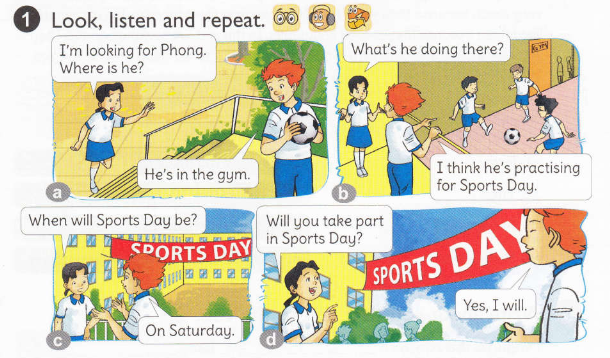 1 Look, listen and repeat.
I'm looking for Phong.
Where is he?
He's in the gym.
a
What's he doing there?
I think he's practising
for Sports Day.
b
When will Sports Day be?
SPORTS DAY
On Saturday.
c
Will you take part
in Sports Day?
SPORTS DAY
Yes, I will.
d